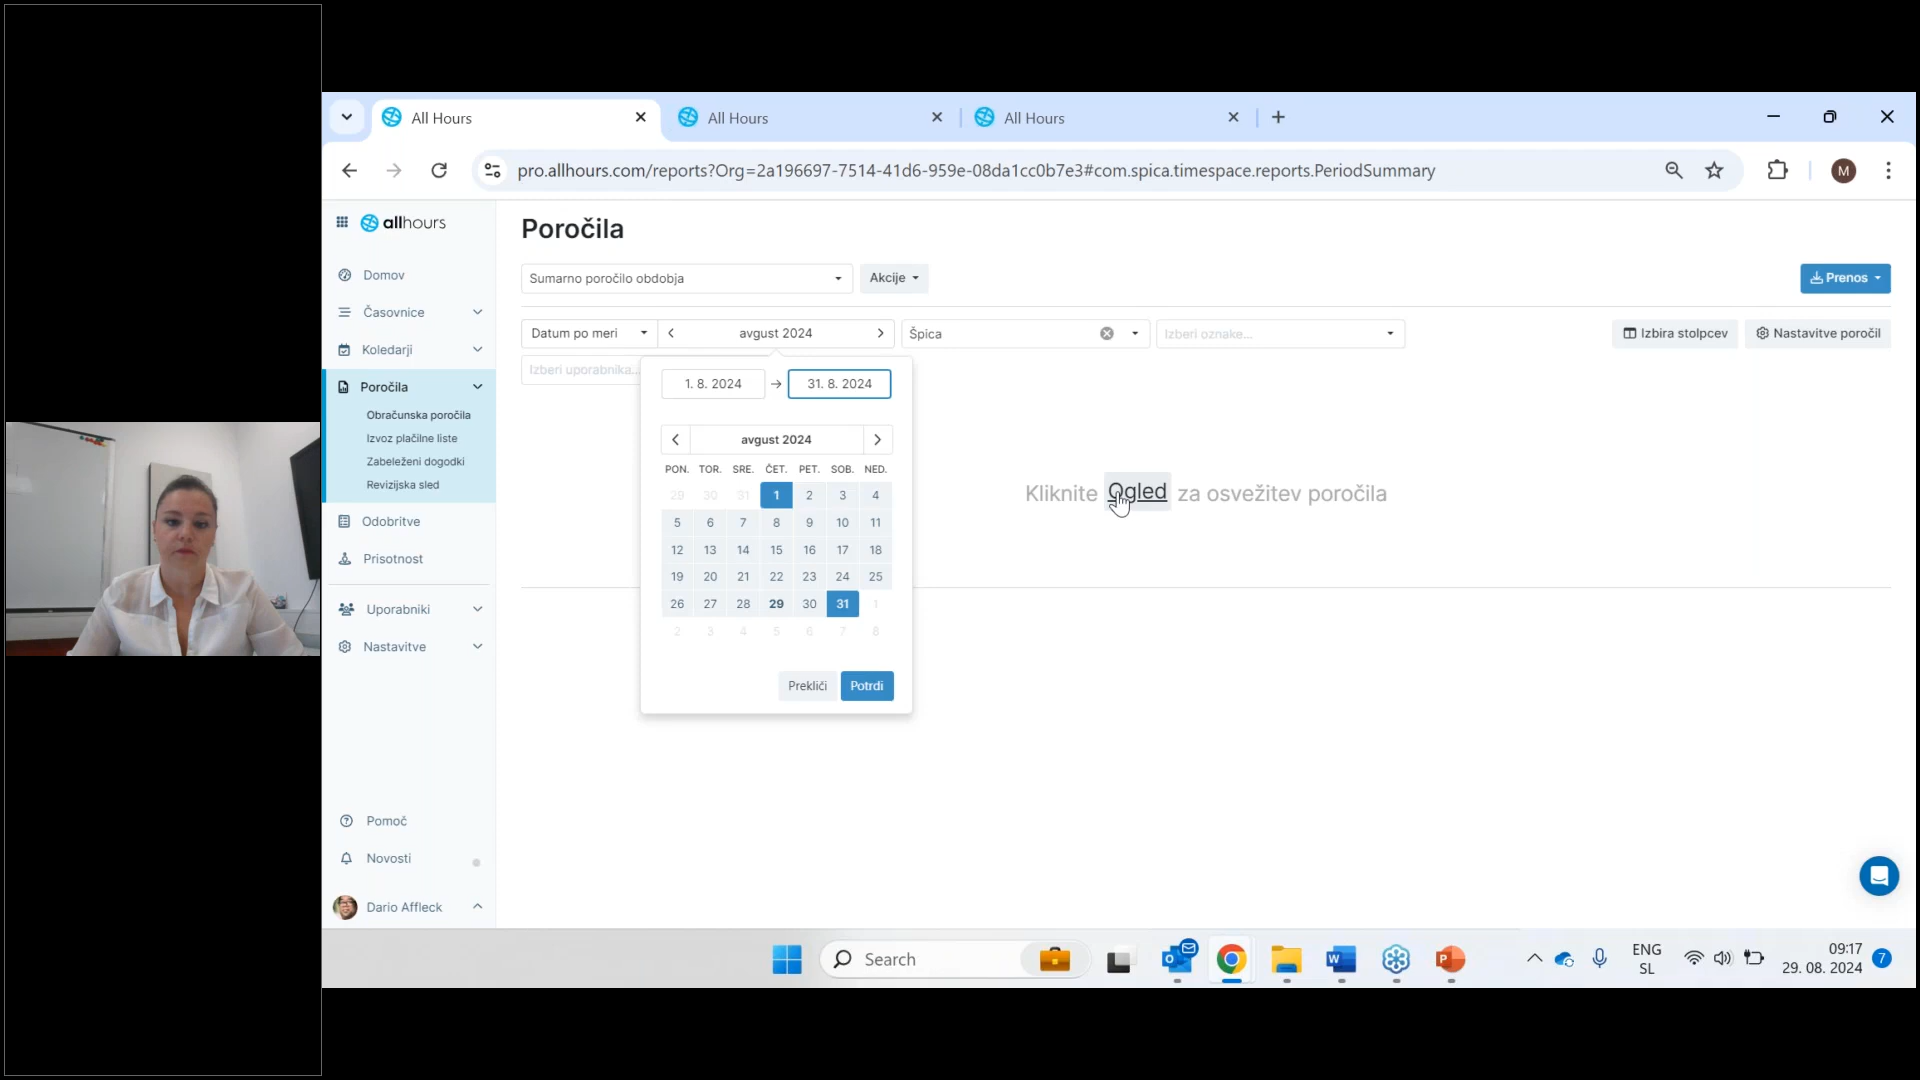 All Hours
All Hours
All Hours
pro.allhours.com/reports?Org=2a196697-7514-41d6-959e-08da1cc0b7e3#com.spica.timespace.reports.PeriodSummary
M
allhours
Domov
Časovnice
Koledarji
Poročila
Obračunska poročila
Izvoz plačilne liste
Zabeleženi dogodki
Revizijska sled
Odobritve
Prisotnost
Uporabniki
Nastavitve
Pomoč
Novosti
Dario Affleck
Poročila
Sumarno poročilo obdobja
Akcije
Prenos
Datum po meri
avgust 2024
Špica
Izberi oznake...
Izbira stolpcev
Nastavitve poročil
Izberi uporabnika...
1. 8. 2024
31. 8. 2024
avgust 2024
PON. TOR. SRE. ČET. PET. SOB. NED.
29 30 31 1 2 3 4
5 6 7 8 9 10 11
12 13 14 15 16 17 18
19 20 21 22 23 24 25
26 27 28 29 30 31 1
2 3 4 5 6 7 8
Prekliči
Potrdi
Kliknite Ogled za osvežitev poročila
Search
ENG
SL
09:17
29. 08. 2024
7